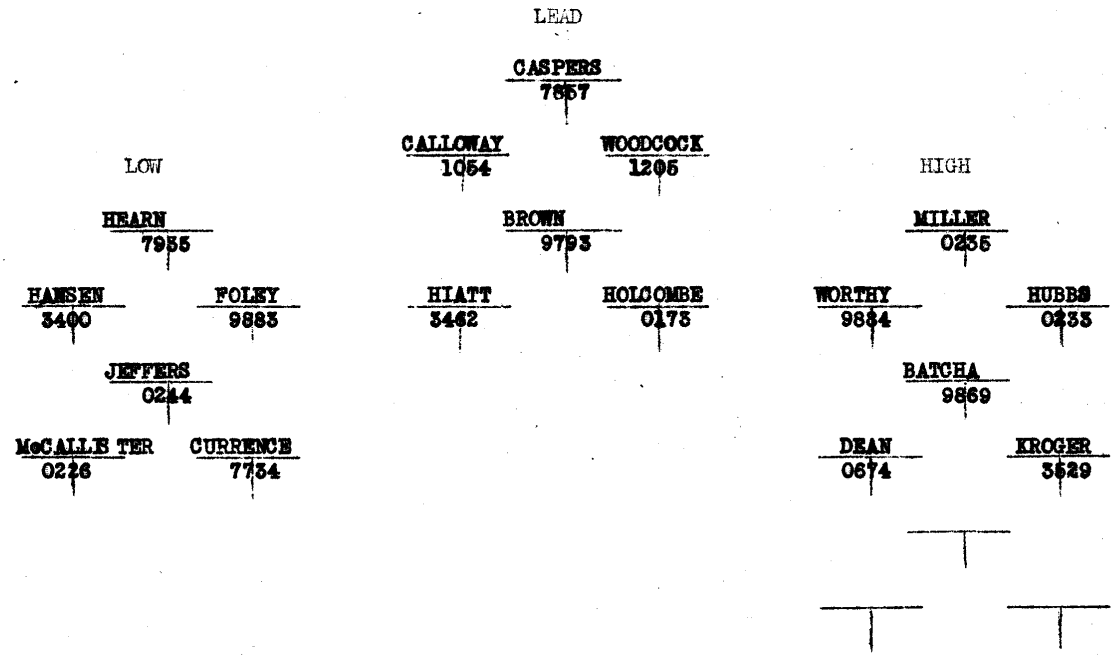 LEAD
CASPERS
7857
CALLOWAY WOODCOCK
1054 1205
LOW HIGH
HEARN BROWN MILLER
7955 9793 0235
HANSEN FOLEY HIATT HOLCOMBE WORTHY HUBBS
3400 9883 3462 0173 9884 0233
JEFFERS BATCHA
0244 9869
McCALLISTER CURRENCE DEAN KROGER
0226 7734 0674 3529